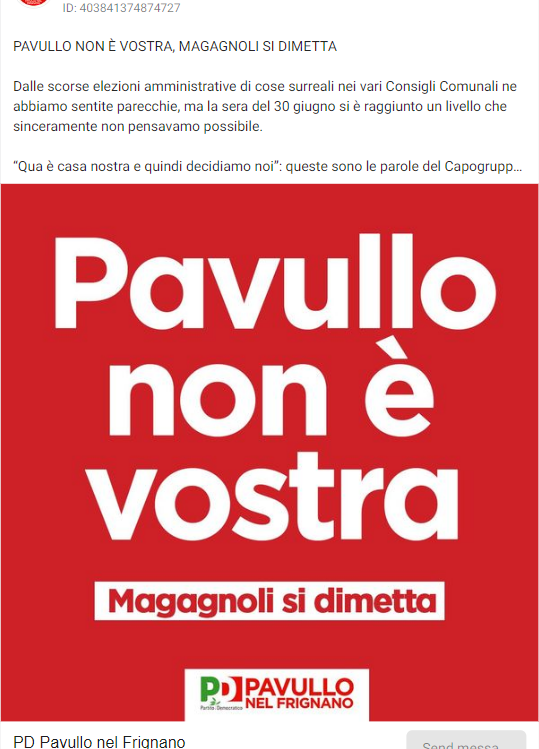 ID: 403841374874727
PAVULLO NON È VOSTRA, MAGAGNOLI SI DIMETTA
Dalle scorse elezioni amministrative di cose surreali nei vari Consigli Comunali ne
abbiamo sentite parecchie, ma la sera del 30 giugno si è raggiunto un livello che
sinceramente non pensavamo possibile.
“Qua è casa nostra e quindi decidiamo noi”: queste sono le parole del Capogrupp...
Pavullo
non è
vostra
Magagnoli si dimetta
PD PAVULLO
Partito Democratico NEL FRIGNANO
PD Pavullo nel Frignano
Send messa